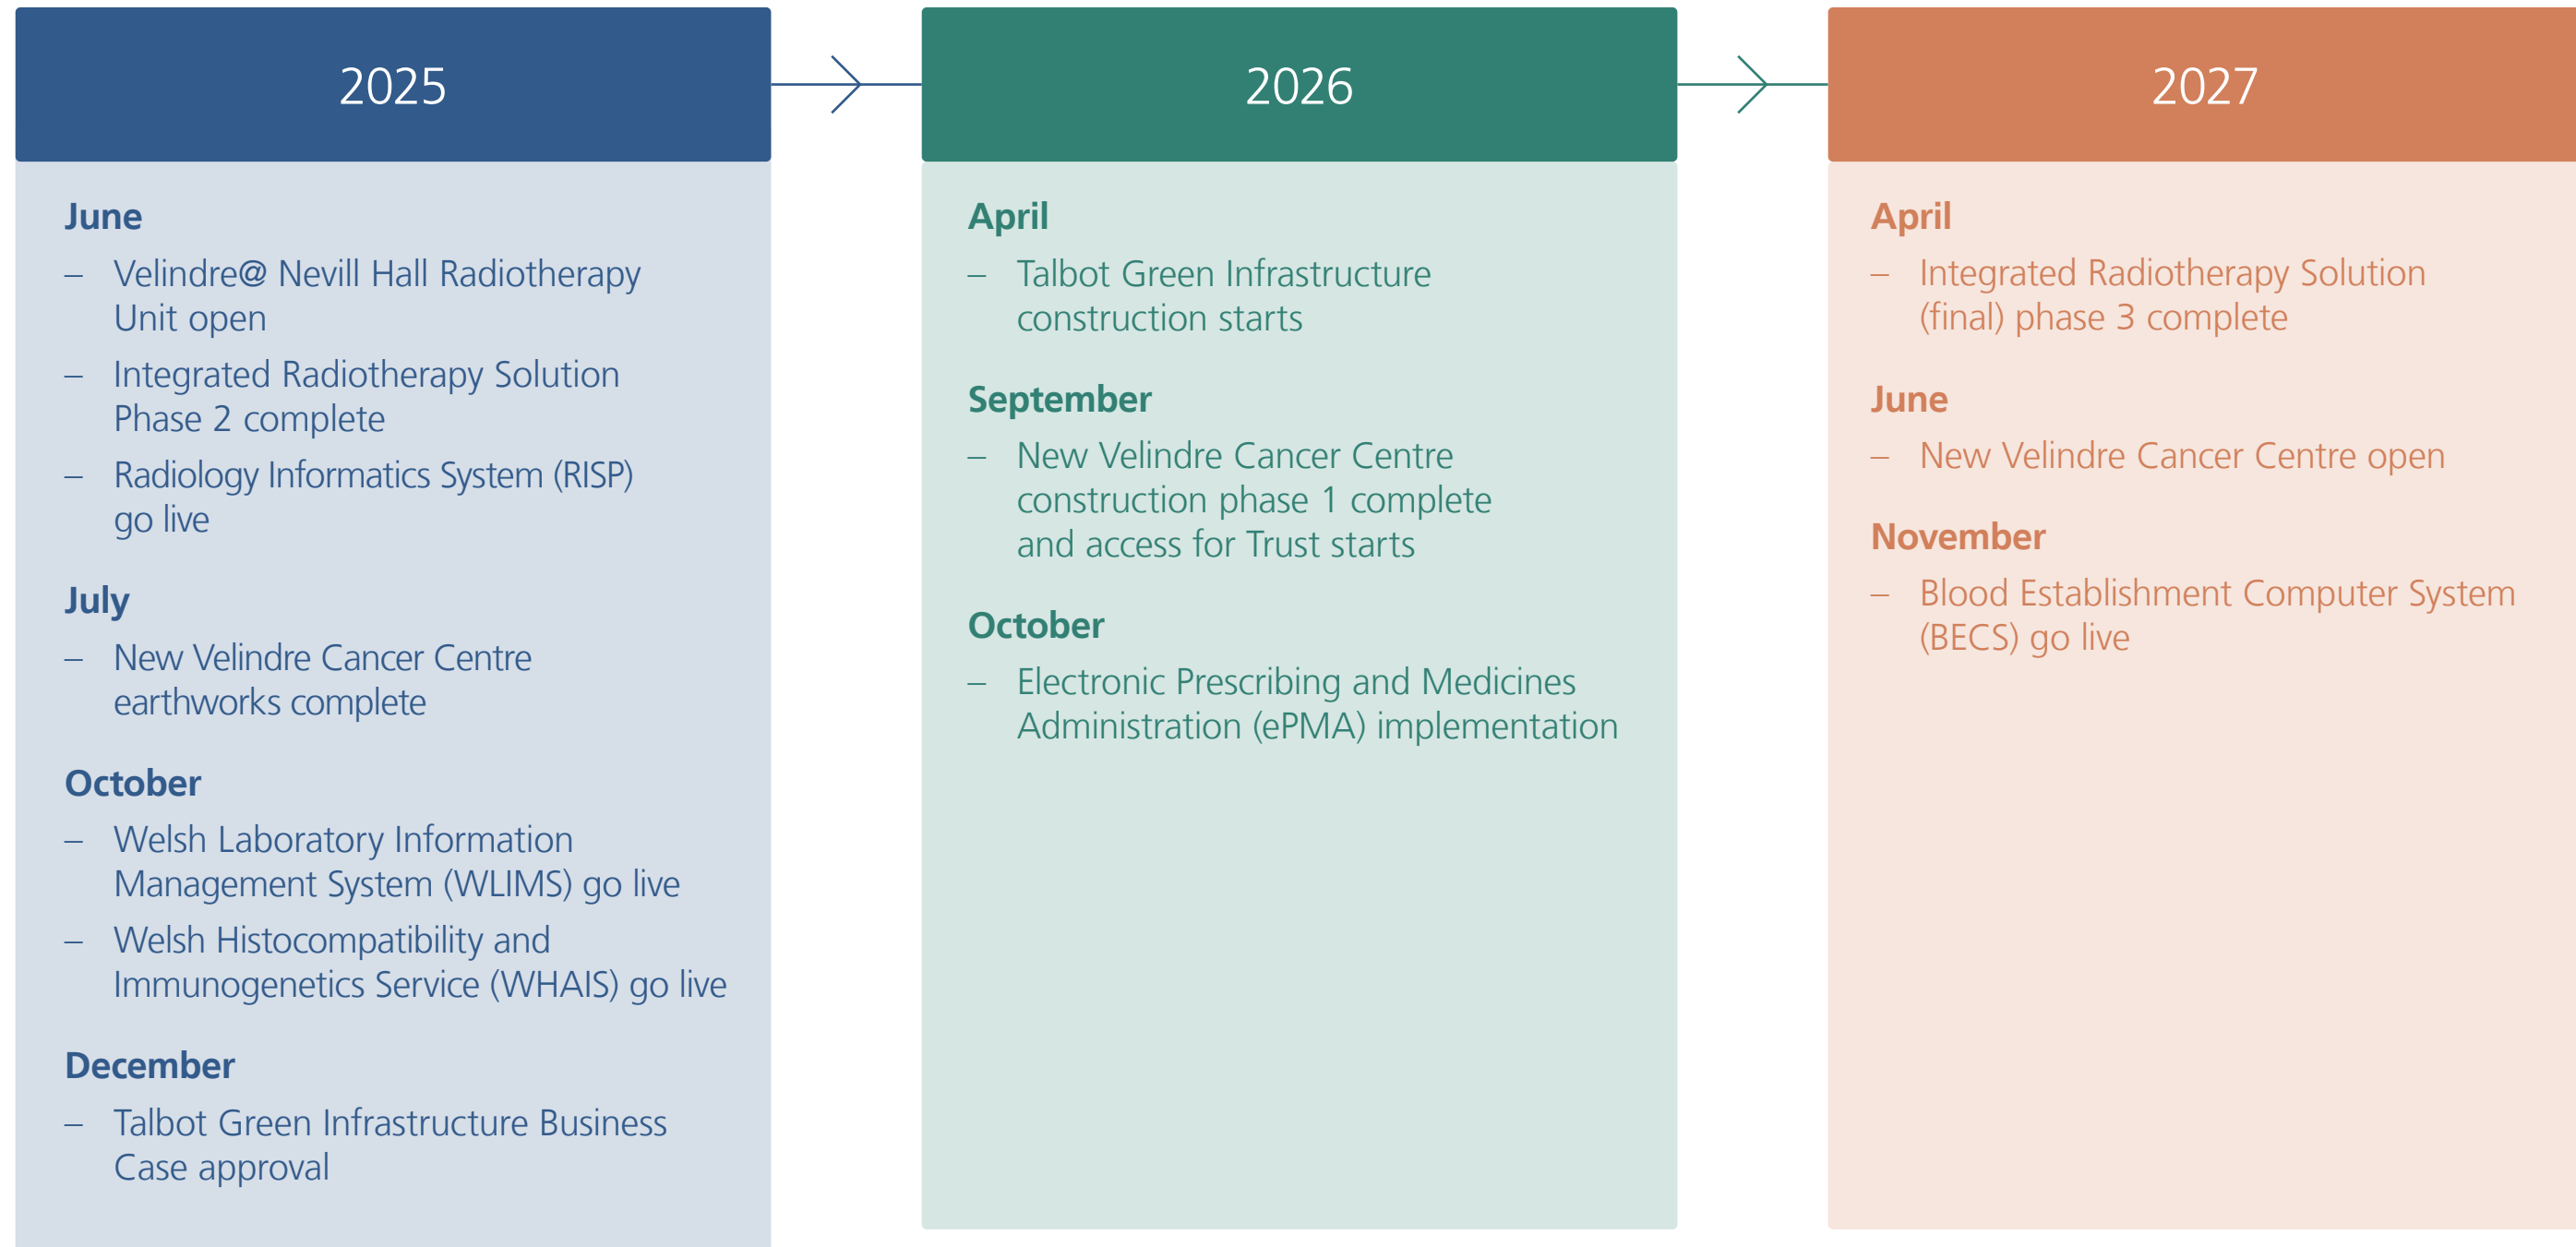 2025
June
– Velindre@ Nevill Hall Radiotherapy
Unit open
– Integrated Radiotherapy Solution
Phase 2 complete
– Radiology Informatics System (RISP)
go live
July
– New Velindre Cancer Centre
earthworks complete
October
– Welsh Laboratory Information
Management System (WLIMS) go live
– Welsh Histocompatibility and
Immunogenetics Service (WHAIS) go live
December
– Talbot Green Infrastructure Business
Case approval
2026
April
– Talbot Green Infrastructure
construction starts
September
– New Velindre Cancer Centre
construction phase 1 complete
and access for Trust starts
October
– Electronic Prescribing and Medicines
Administration (ePMA) implementation
2027
April
– Integrated Radiotherapy Solution
(final) phase 3 complete
June
– New Velindre Cancer Centre open
November
– Blood Establishment Computer System
(BECS) go live